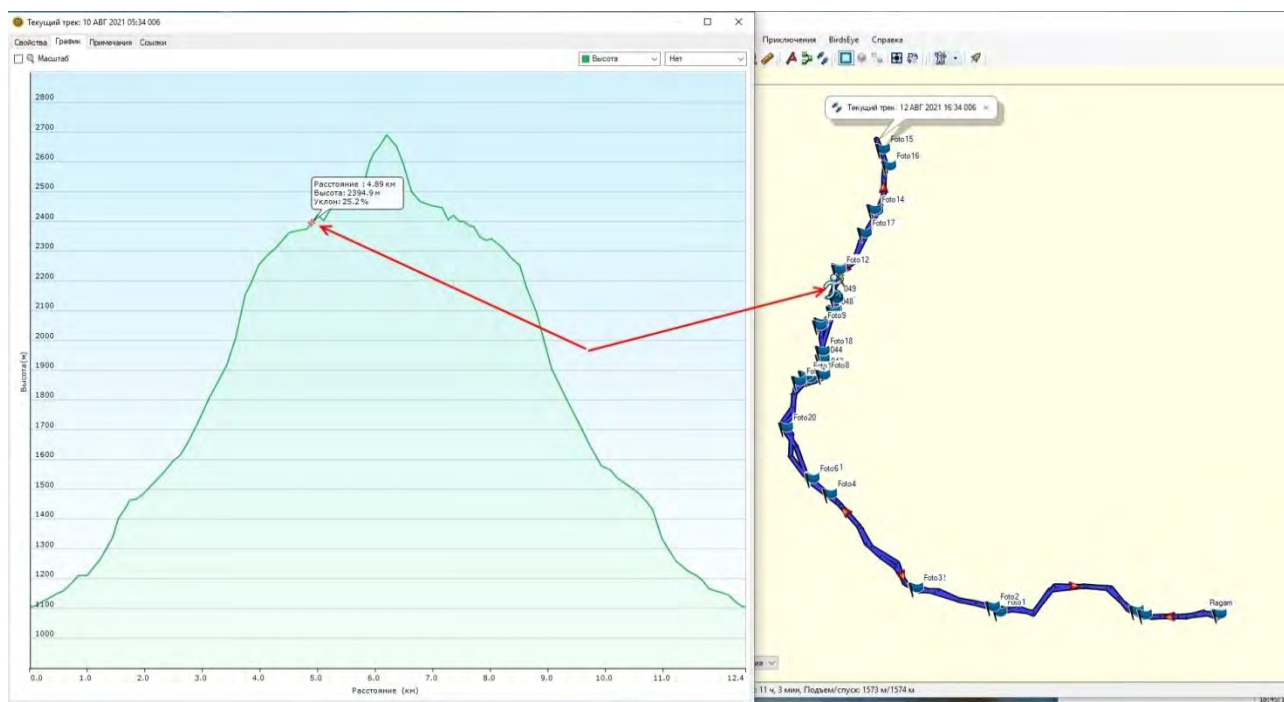 Текущий трек: 10 АВГ 2021 05:34 006
Свойства График Примечания Ссылки
Масштаб
Высота
Нет
2800
2700
2600
2500
2400
2300
2200
2100
2000
1900
1800
1700
1600
1500
1400
1300
1200
1100
1000
Высота(м)
Расстояние : 4.89 км
Высота: 2394.9 м
Уклон: 25.2 %
0.0 1.0 2.0 3.0 4.0 5.0 6.0 7.0 8.0 9.0 10.0 11.0 12.4
Расстояние (км)
Приключения BirdsEye Справка
Текущий трек: 12 АВГ 2021 16:34 006
Foto15
Foto16
Foto14
Foto17
Foto12
049
048
Foto9
Foto18
044
Foto8
Foto20
Foto61
Foto4
Foto3
Foto2
Foto1
Ragam
11 ч, 3 мин, Подъем/спуск: 1573 м/1574 м